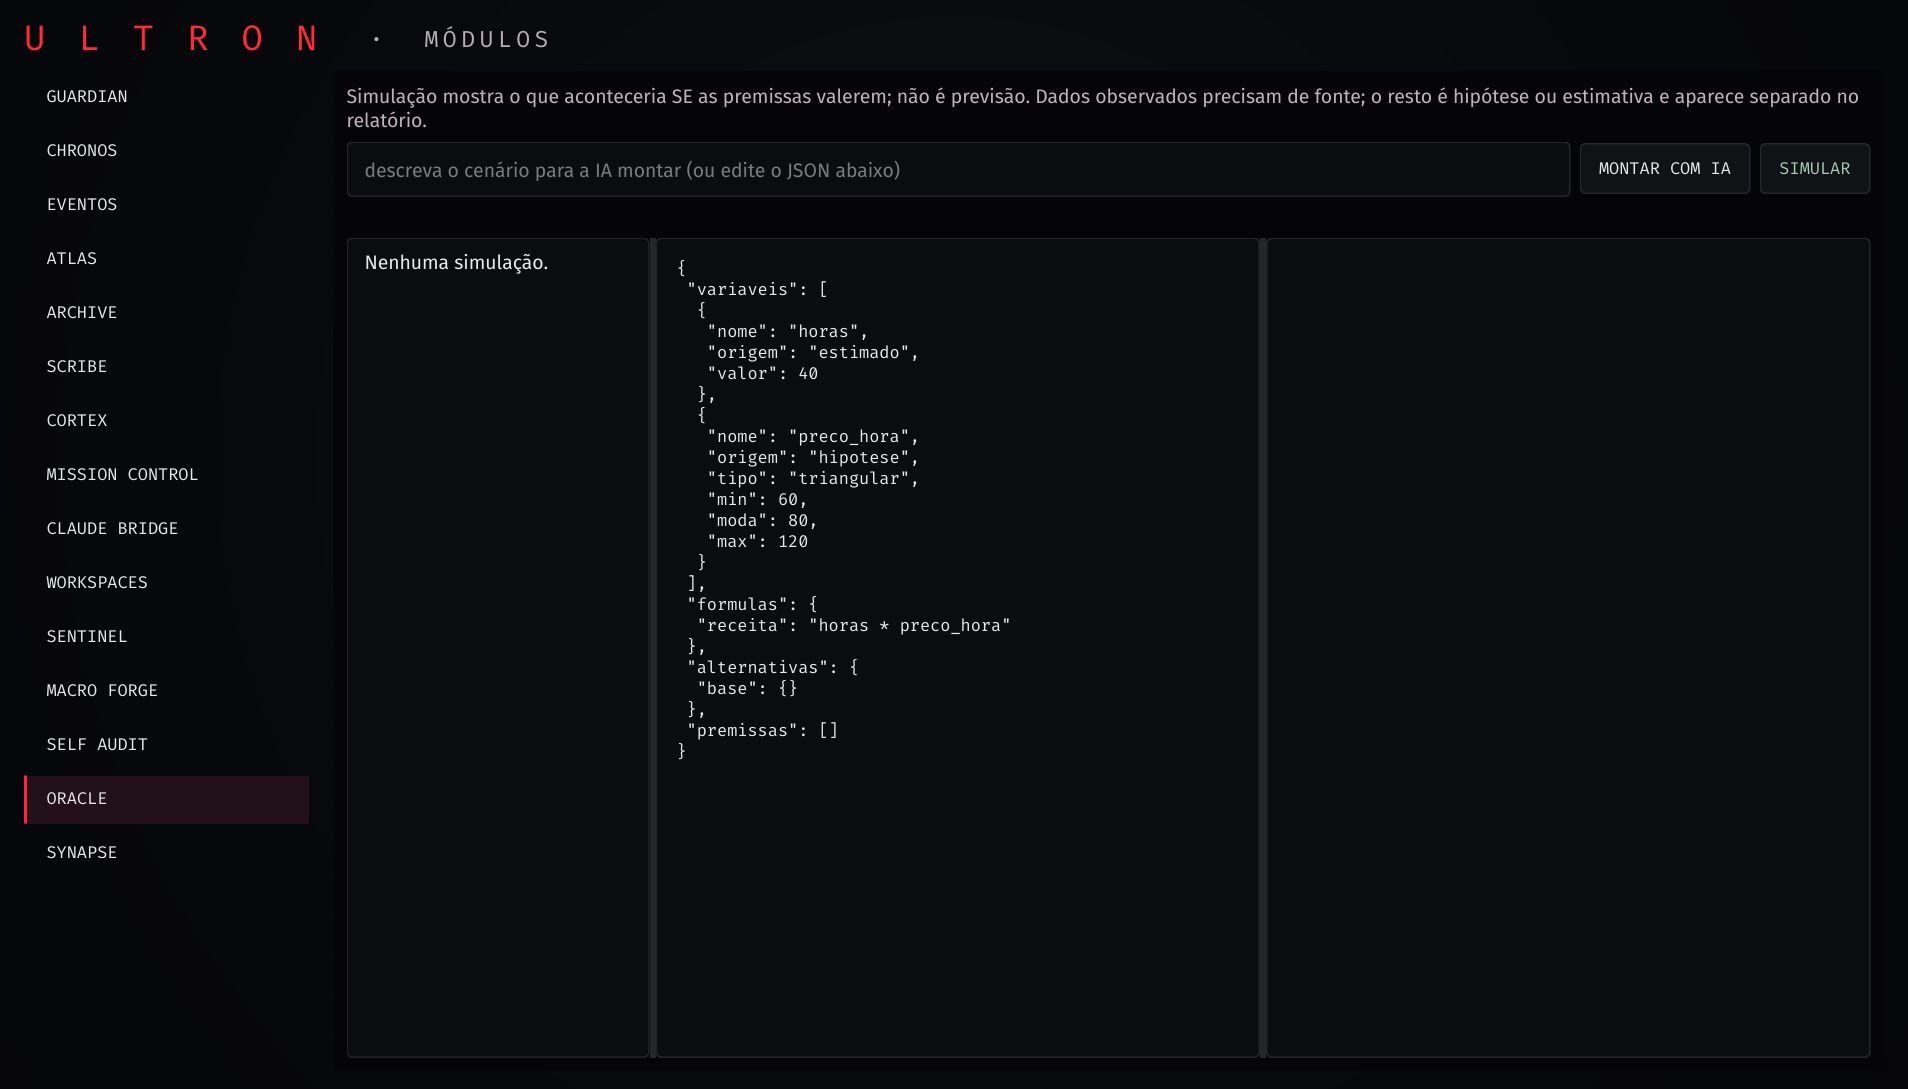 ULTRON · MÓDULOS
GUARDIAN
CHRONOS
EVENTOS
ATLAS
ARCHIVE
SCRIBE
CORTEX
MISSION CONTROL
CLAUDE BRIDGE
WORKSPACES
SENTINEL
MACRO FORGE
SELF AUDIT
ORACLE
SYNAPSE
Simulação mostra o que aconteceria SE as premissas valerem; não é previsão. Dados observados precisam de fonte; o resto é hipótese ou estimativa e aparece separado no
relatório.
descreva o cenário para a IA montar (ou edite o JSON abaixo)
MONTAR COM IA
SIMULAR
Nenhuma simulação.
{
 "variaveis": [
  {
   "nome": "horas",
   "origem": "estimado",
   "valor": 40
  },
  {
   "nome": "preco_hora",
   "origem": "hipotese",
   "tipo": "triangular",
   "min": 60,
   "moda": 80,
   "max": 120
  }
 ],
 "formulas": {
  "receita": "horas * preco_hora"
 },
 "alternativas": {
  "base": {}
 },
 "premissas": []
}